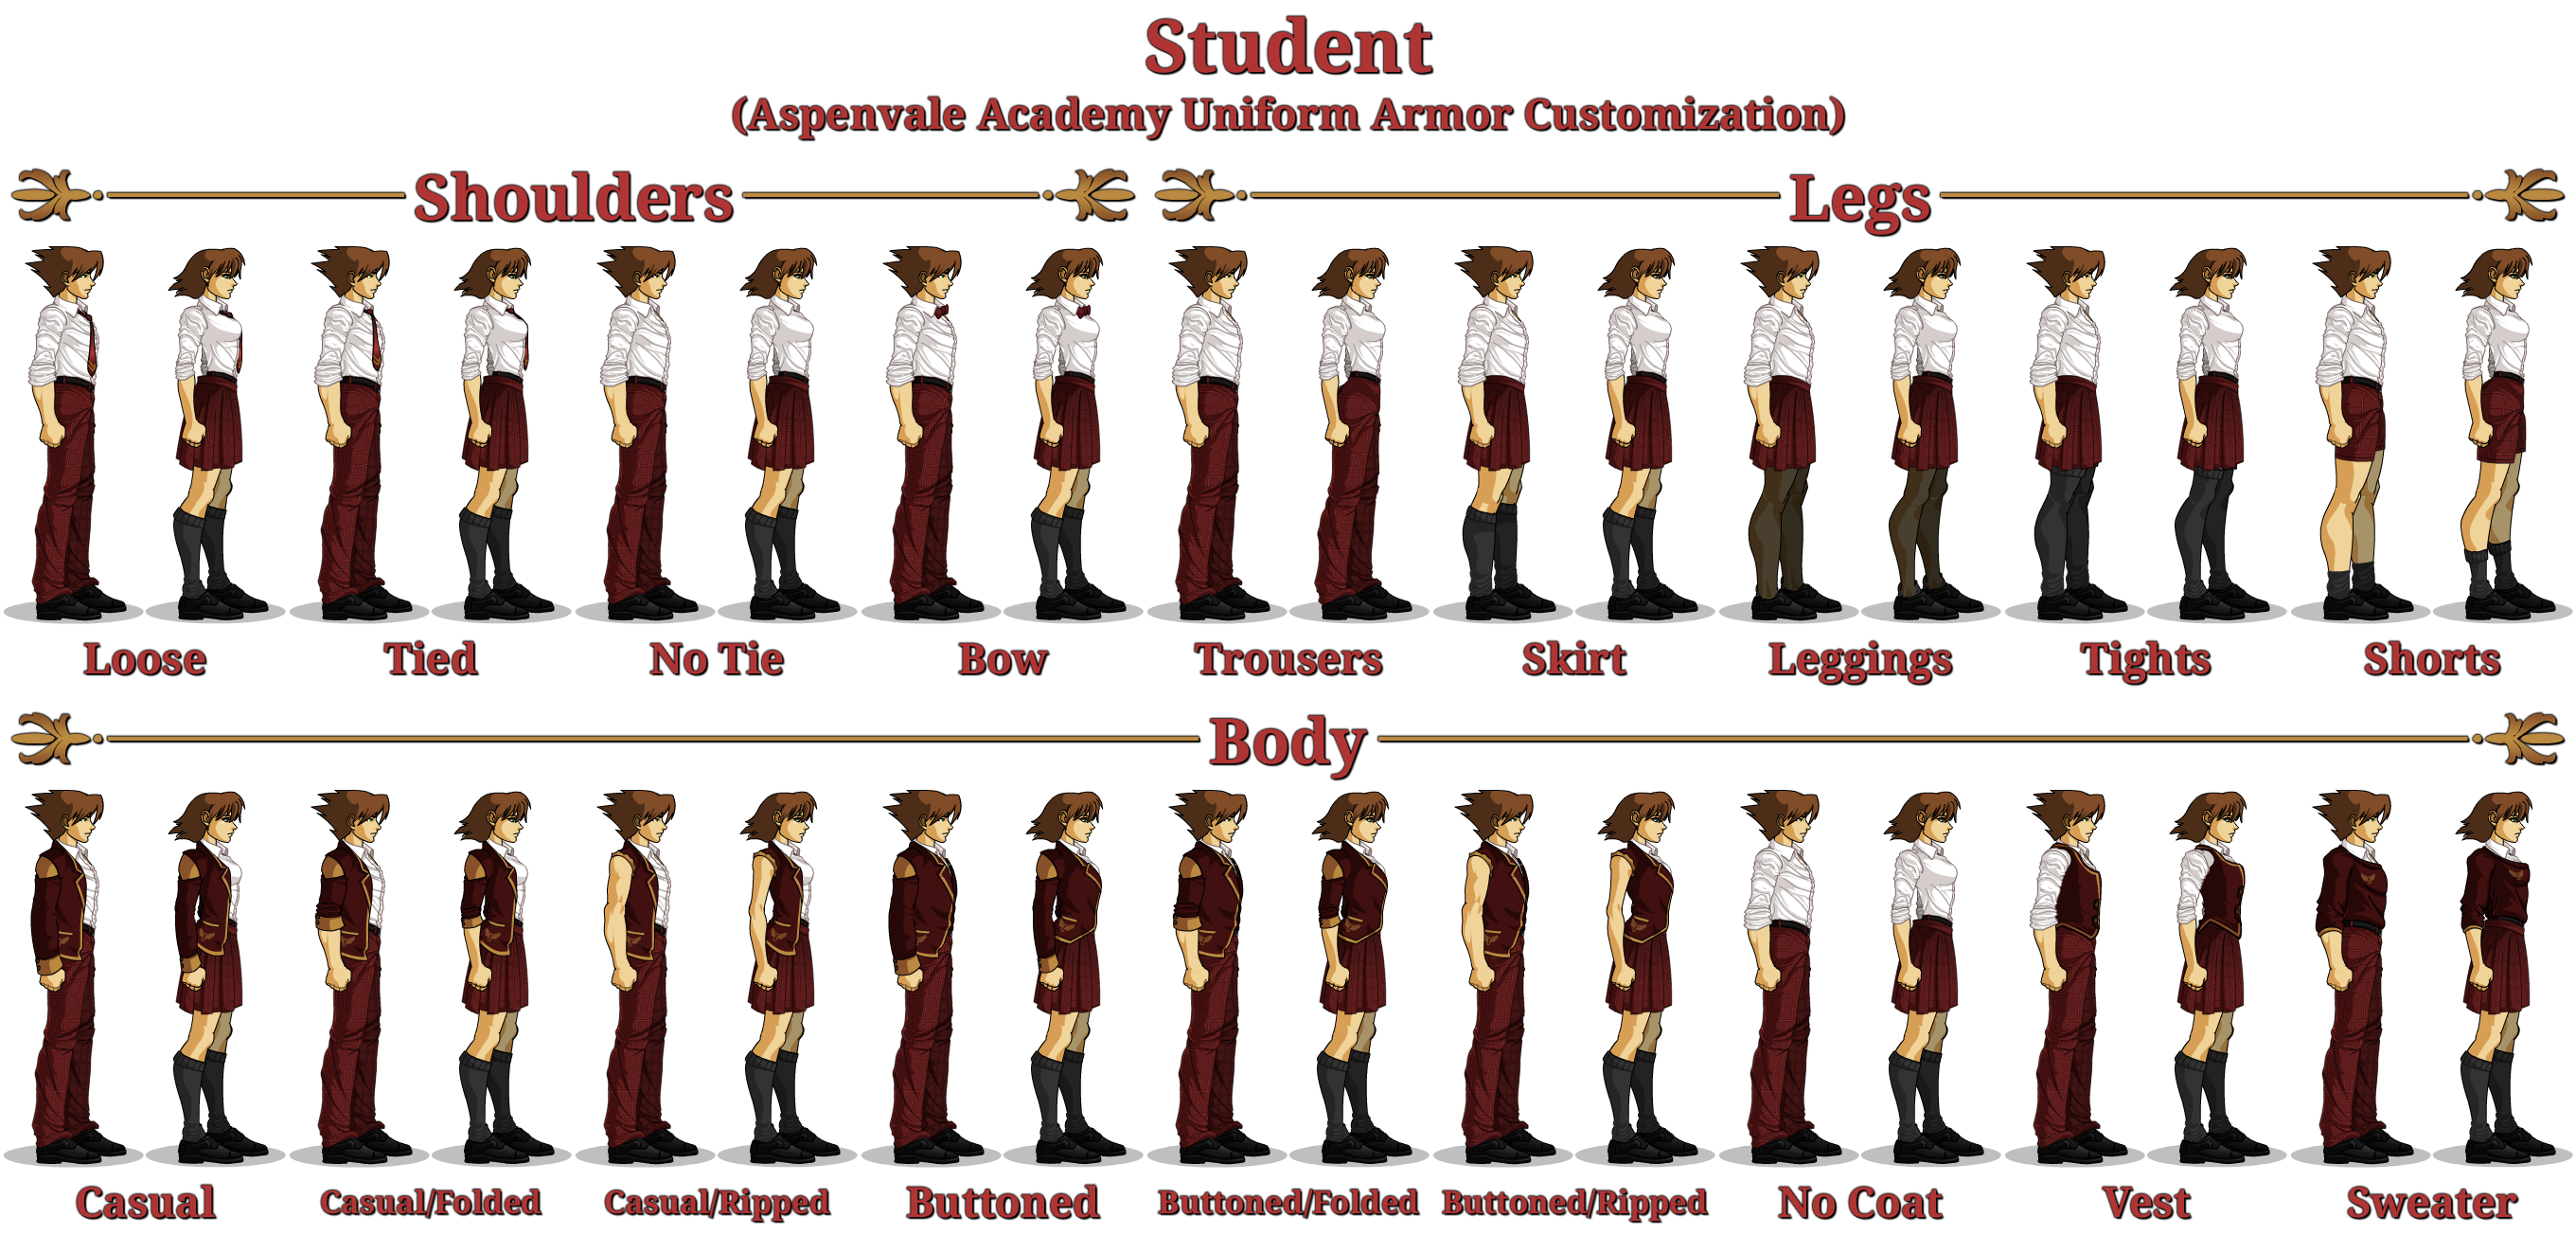 Student
(Aspenvale Academy Uniform Armor Customization)
Shoulders
Legs
Loose
Tied
No Tie
Bow
Trousers
Skirt
Leggings
Tights
Shorts
Body
Casual
Casual/Folded
Casual/Ripped
Buttoned
Buttoned/Folded
Buttoned/Ripped
No Coat
Vest
Sweater